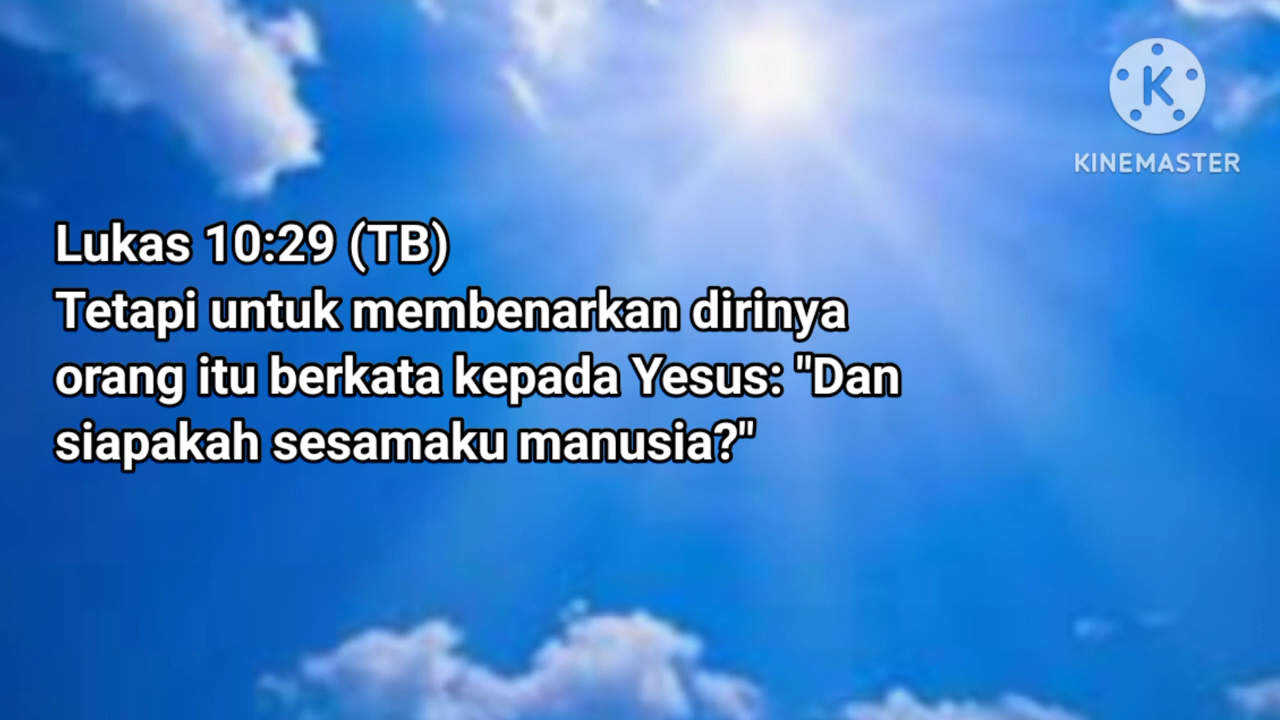 K
KINEMASTER
Lukas 10:29 (TB)
Tetapi untuk membenarkan dirinya
orang itu berkata kepada Yesus: "Dan
siapakah sesamaku manusia?"